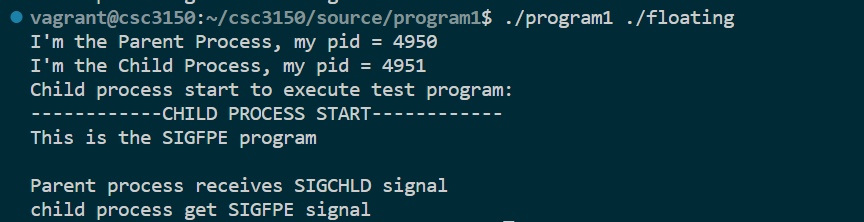 vagrant@csc3150:~/csc3150/source/program1$ ./program1 ./floating
I'm the Parent Process, my pid = 4950
I'm the Child Process, my pid = 4951
Child process start to execute test program:
------------CHILD PROCESS START------------
This is the SIGFPE program
Parent process receives SIGCHLD signal
child process get SIGFPE signal